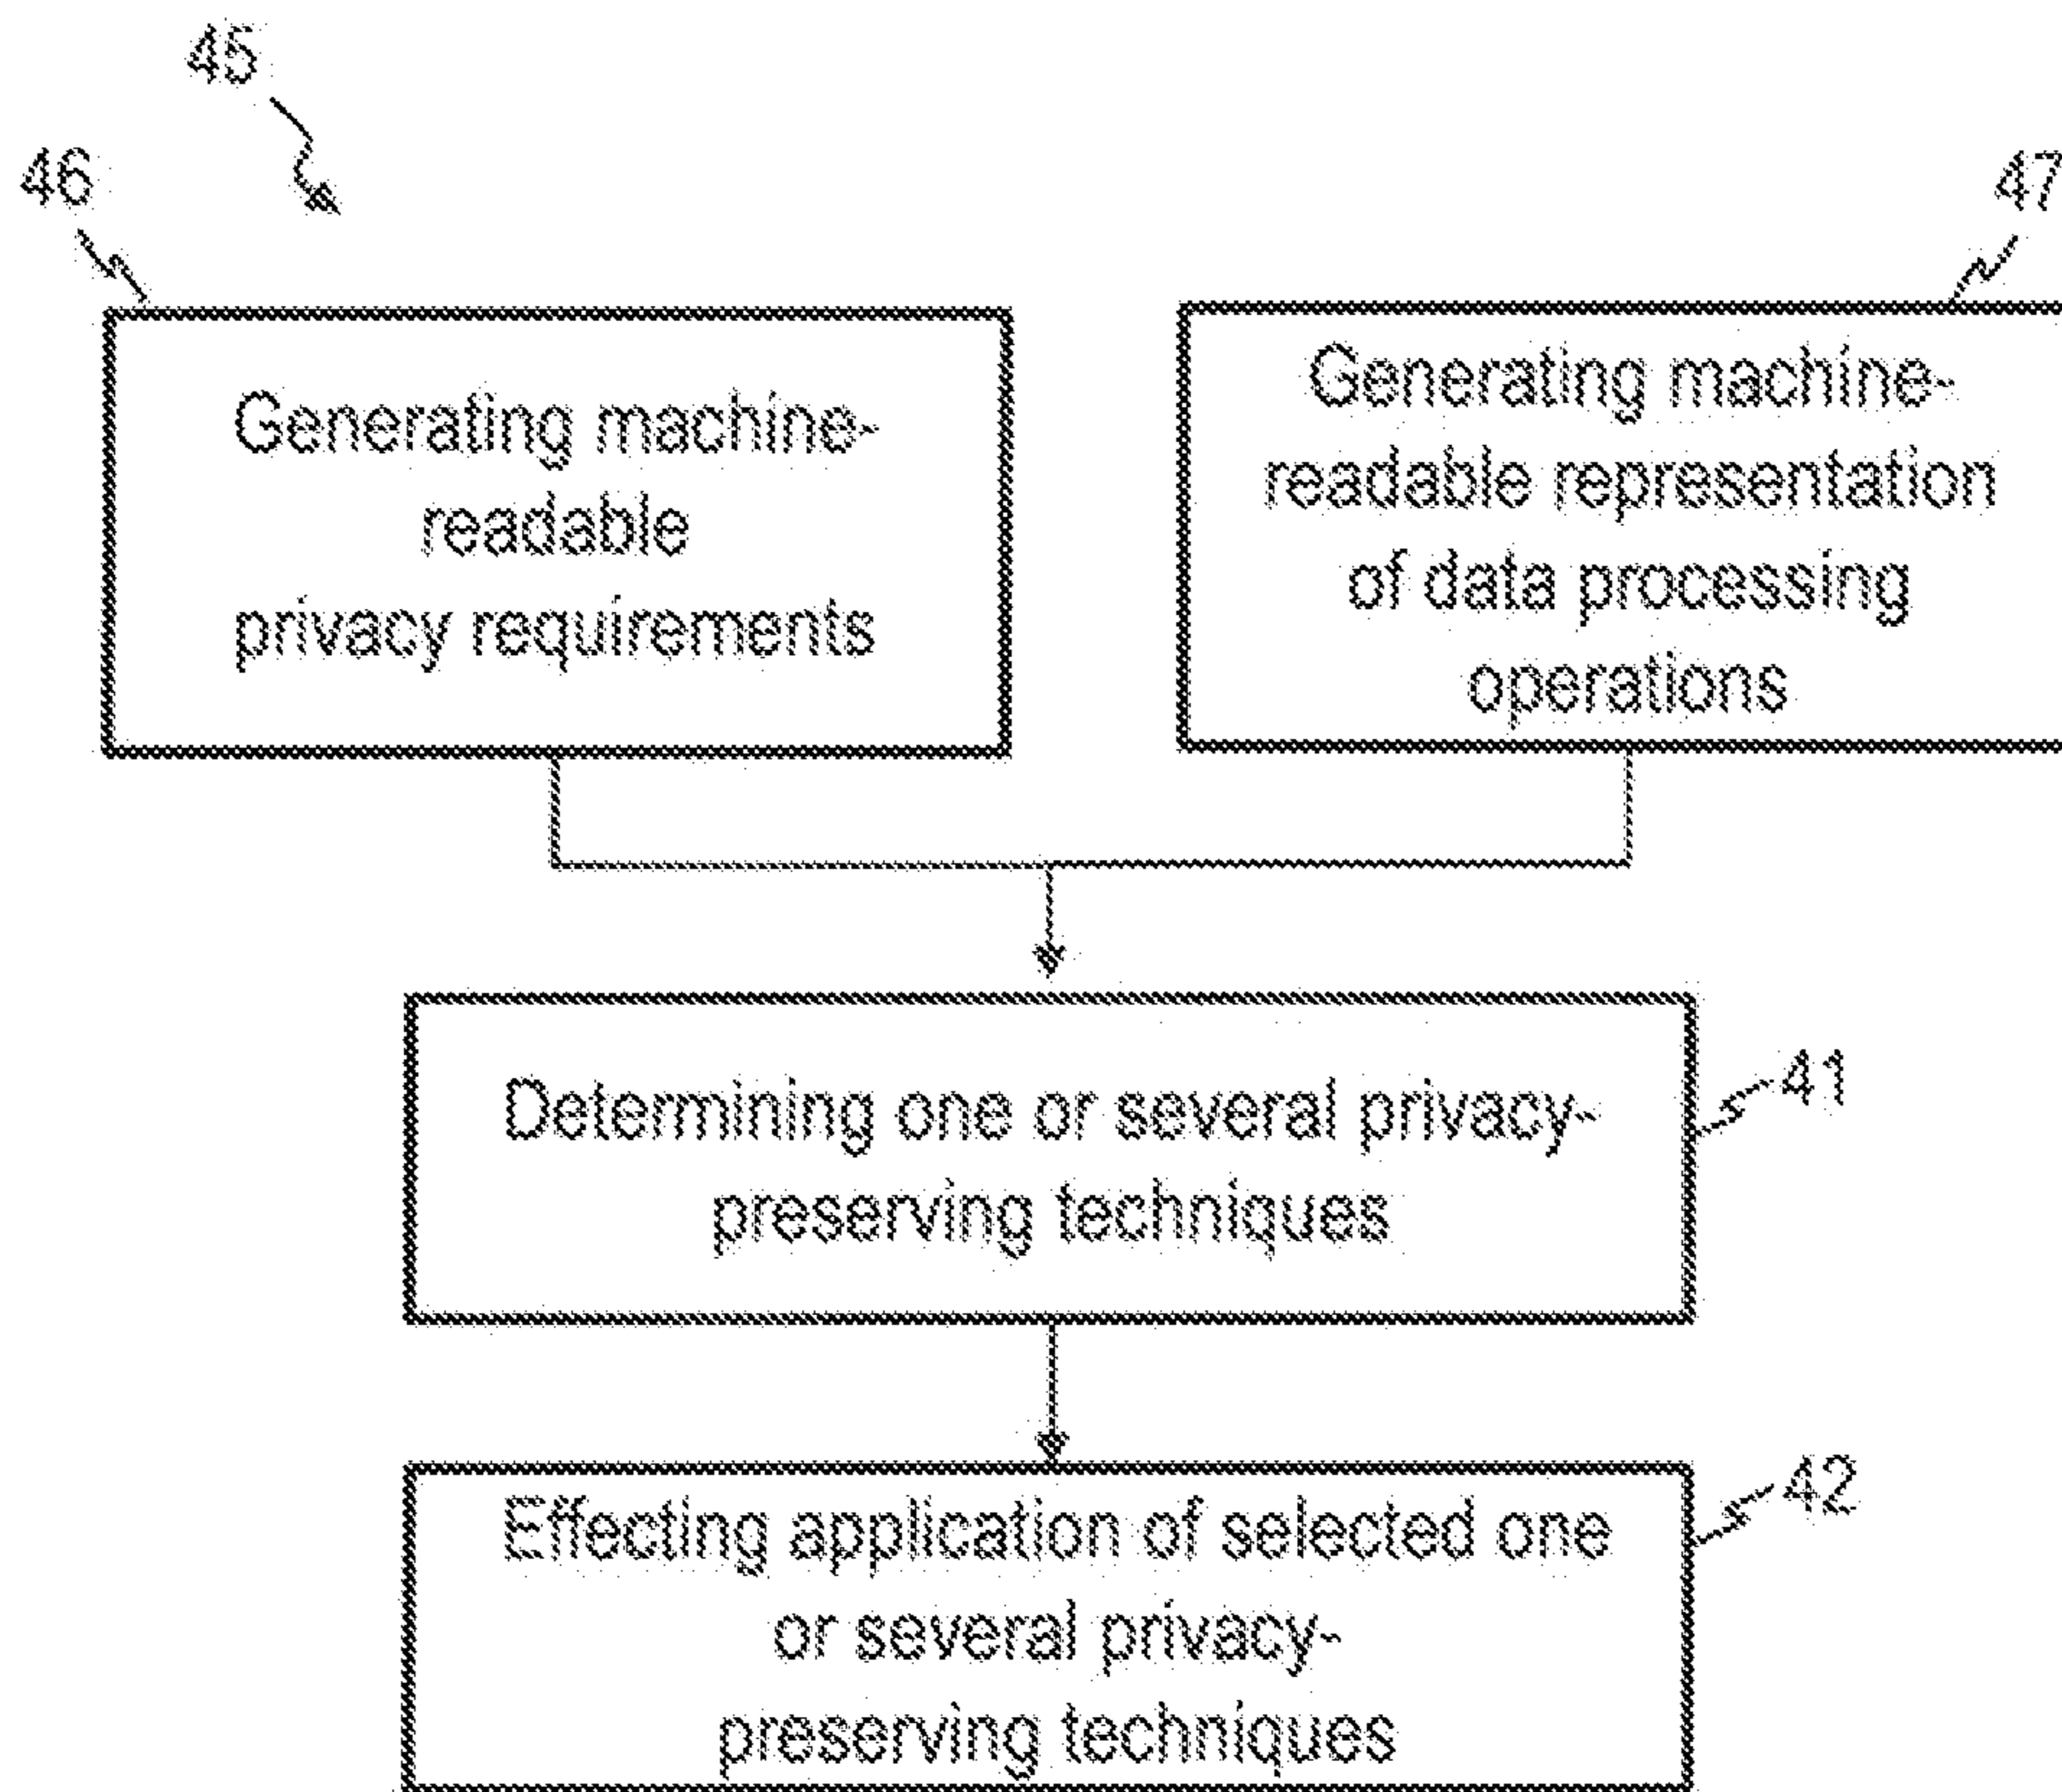 45
46
47
Generating machine-
readable
privacy requirements
Generating machine-
readable representation
of data processing
operations
Determining one or several privacy-
preserving techniques
41
Effecting application of selected one
or several privacy-
preserving techniques
42